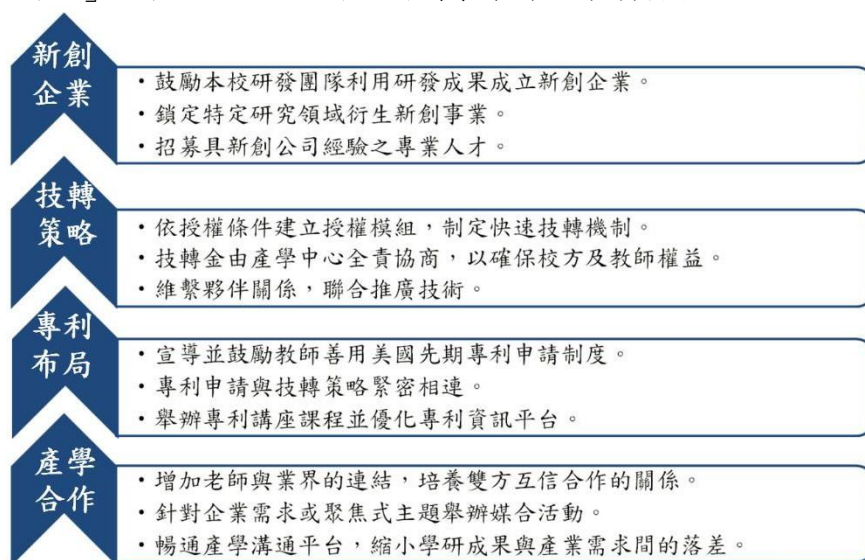 新創
企業
・鼓勵本校研發團隊利用研發成果成立新創企業。
・鎖定特定研究領域衍生新創事業。
・招募具新創公司經驗之專業人才。
技轉
策略
・依授權條件建立授權模組，制定快速技轉機制。
・技轉金由產學中心全責協商，以確保校方及教師權益。
・維繫夥伴關係，聯合推廣技術。
專利
布局
・宣導並鼓勵教師善用美國先期專利申請制度。
・專利申請與技轉策略緊密相連。
・舉辦專利講座課程並優化專利資訊平台。
產學
合作
・增加老師與業界的連結，培養雙方互信合作的關係。
・針對企業需求或聚焦式主題舉辦媒合活動。
・暢通產學溝通平台，縮小學研成果與產業需求間的落差。